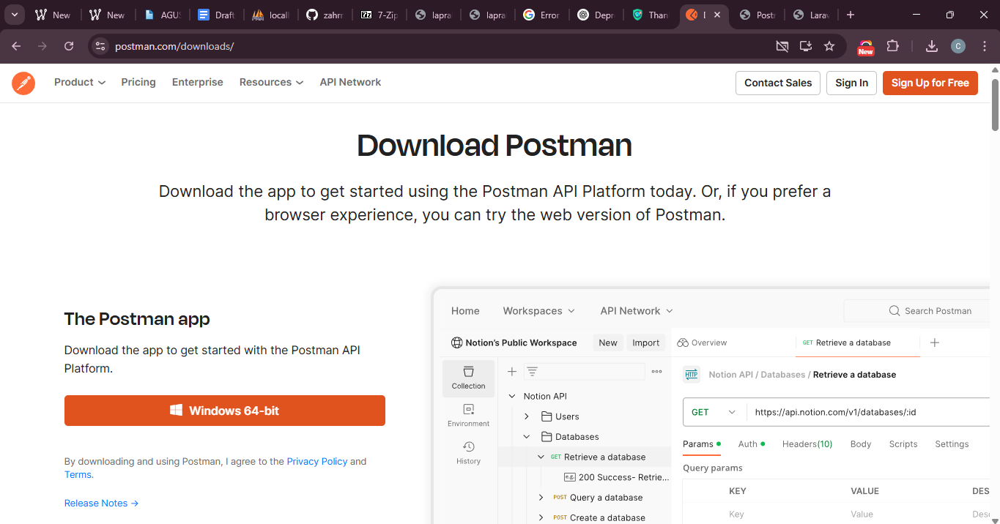 New
New
AGUS
Draft
locall
zahr
7-Zip
lapra
lapra
Error
Depr
Than
Postr
Larav
postman.com/downloads/
New
C
Product
Pricing
Enterprise
Resources
API Network
Contact Sales
Sign In
Sign Up for Free
Download Postman
Download the app to get started using the Postman API Platform today. Or, if you prefer a
browser experience, you can try the web version of Postman.
The Postman app
Download the app to get started with the Postman API
Platform.
Windows 64-bit
By downloading and using Postman, I agree to the Privacy Policy and
Terms.
Release Notes →
Home
Workspaces
API Network
Search Postman
Notion's Public Workspace
New
Import
Overview
GET Retrieve a database
Collection
Environment
History
Notion API
Users
Databases
GET Retrieve a database
e.g. 200 Success- Retrie...
POST Query a database
POST Create a database
HTTP
Notion API / Databases / Retrieve a database
GET
https://api.notion.com/v1/databases/:id
Params
Auth
Headers(10)
Body
Scripts
Settings
Query params
KEY
VALUE
DES
Key
Value
Desc